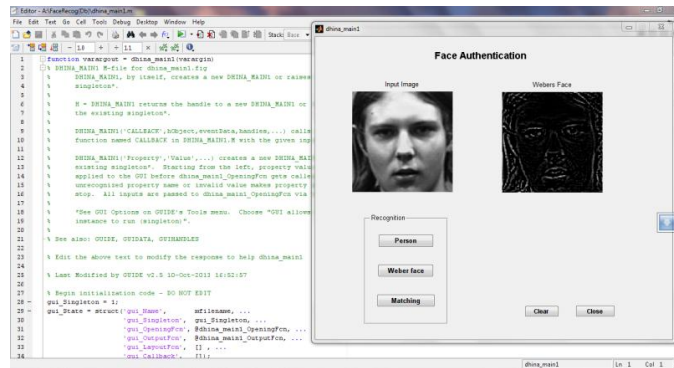 Editor - A:\FaceRecog(Db)\dhina_main1.m
File Edit Text Go Cell Tools Debug Desktop Window Help
Stack: Base
- 1.0 + ÷ 1.1 ×
1 function varargout = dhina_main1(varargin)
2 % DHINA_MAIN1 M-file for dhina_main1.fig
3 % DHINA_MAIN1, by itself, creates a new DHINA_MAIN1 or raises
4 % singleton*.
5 %
6 % H = DHINA_MAIN1 returns the handle to a new DHINA_MAIN1 or
7 % the existing singleton*.
8 %
9 % DHINA_MAIN1('CALLBACK',hObject,eventData,handles,...) calls
10 % function named CALLBACK in DHINA_MAIN1.M with the given inp
11 %
12 % DHINA_MAIN1('Property','Value',...) creates a new DHINA_MAI
13 % existing singleton*. Starting from the left, property valu
14 % applied to the GUI before dhina_main1_OpeningFcn gets calle
15 % unrecognized property name or invalid value makes property
16 % stop. All inputs are passed to dhina_main1_OpeningFcn via
17 %
18 % *See GUI Options on GUIDE's Tools menu. Choose "GUI allows
19 % instance to run (singleton)".
20 %
21 % See also: GUIDE, GUIDATA, GUIHANDLES
22
23 % Edit the above text to modify the response to help dhina_main1
24
25 % Last Modified by GUIDE v2.5 10-Oct-2013 16:52:57
26
27 % Begin initialization code - DO NOT EDIT
28 - gui_Singleton = 1;
29 - gui_State = struct('gui_Name', mfilename, ...
30 'gui_Singleton', gui_Singleton, ...
31 'gui_OpeningFcn', @dhina_main1_OpeningFcn, ...
32 'gui_OutputFcn', @dhina_main1_OutputFcn, ...
33 'gui_LayoutFcn', [] , ...
34 'gui_Callback', []);
dhina_main1
Face Authentication
Input Image
Webers Face
Recognition
Person
Weber face
Matching
Clear
Close
dhina_main1
Ln 1 Col 1